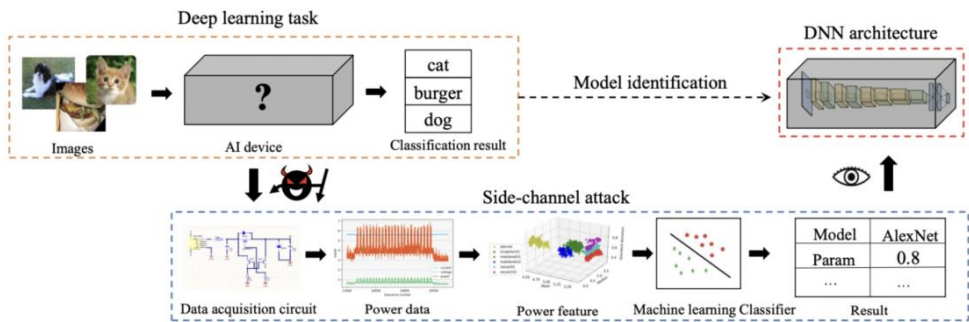 Deep learning task
DNN architecture
?
cat
burger
dog
Model identification
Images
AI device
Classification result
Side-channel attack
Model
AlexNet
Param
0.8
...
...
Data acquisition circuit
Power data
Power feature
Machine learning Classifier
Result